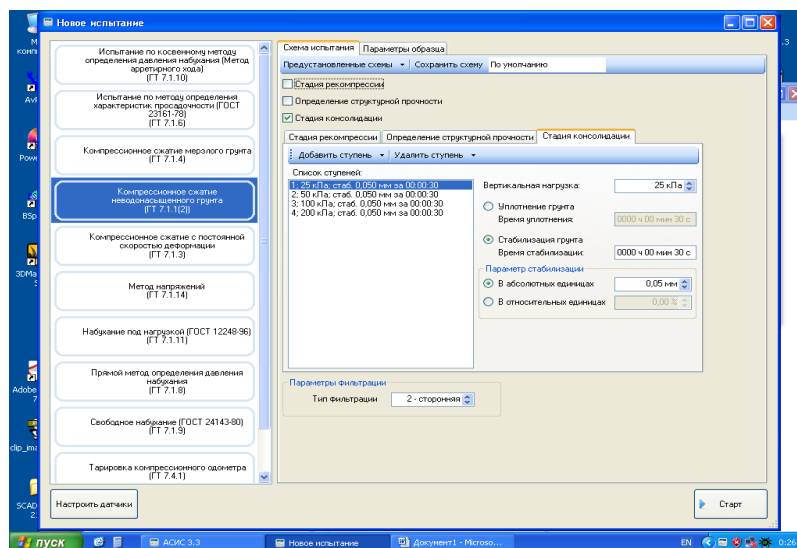 Новое испытание
Испытание по косвенному методу
определения давления набухания (Метод
арретирного хода)
(ГТ 7.1.10)
Испытание по методу определения
характеристик просадочности (ГОСТ
23161-78)
(ГТ 7.1.6)
Компрессионное сжатие мерзлого грунта
(ГТ 7.1.4)
Компрессионное сжатие
неводонасыщенного грунта
(ГТ 7.1.1(2))
Компрессионное сжатие с постоянной
скоростью деформации
(ГТ 7.1.3)
Метод напряжений
(ГТ 7.1.14)
Набухание под нагрузкой (ГОСТ 12248-96)
(ГТ 7.1.11)
Прямой метод определения давления
набухания
(ГТ 7.1.8)
Свободное набухание (ГОСТ 24143-80)
(ГТ 7.1.9)
Тарировка компрессионного одометра
(ГТ 7.4.1)
Настроить датчики
Схема испытания Параметры образца
Предустановленные схемы Сохранить схему По умолчанию
Стадия рекомпрессии
Определение структурной прочности
Стадия консолидации
Стадия рекомпрессии Определение структурной прочности Стадия консолидации
Добавить ступень Удалить ступень
Список ступеней:
1; 25 кПа; стаб. 0,050 мм за 00:00:30
2; 50 кПа; стаб. 0,050 мм за 00:00:30
3; 100 кПа; стаб. 0,050 мм за 00:00:30
4; 200 кПа; стаб. 0,050 мм за 00:00:30
Вертикальная нагрузка: 25 кПа
Уплотнение грунта
Время уплотнения: 0000 ч 00 мин 30 с
Стабилизация грунта
Время стабилизации: 0000 ч 00 мин 30 с
Параметр стабилизации
В абсолютных единицах 0,05 мм
В относительных единицах 0,00 %
Параметры фильтрации
Тип фильтрации 2 - сторонняя
Старт
пуск АСИС 3.3 Новое испытание Документ1 - Microso... EN 0:26